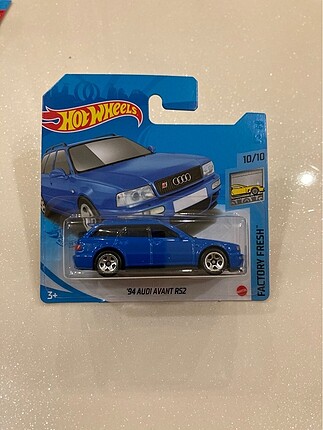 HOT WHEELS
10/10
FACTORY FRESH
3+
'94 AUDI AVANT RS2